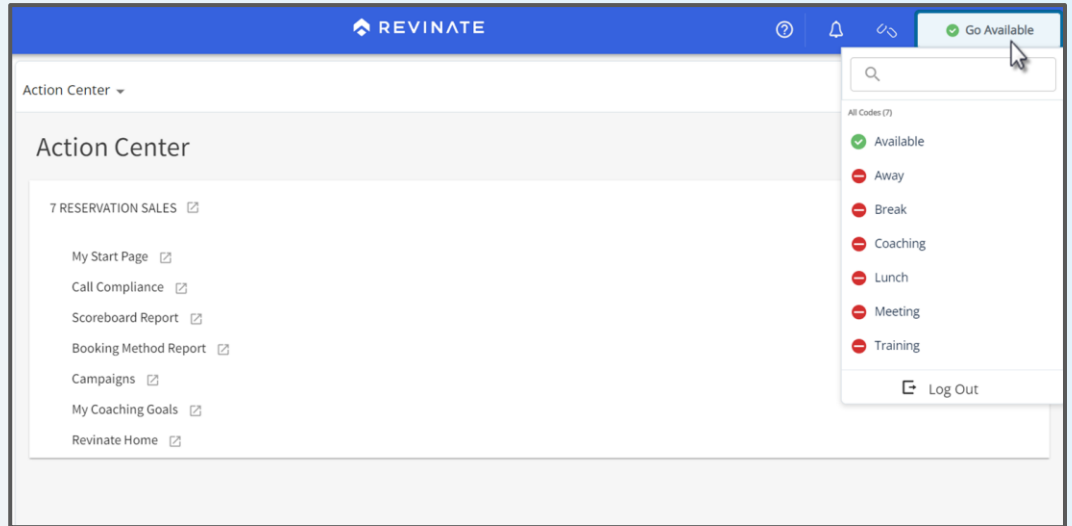 REVINATE
Go Available
Action Center
All Codes (7)
Available
Away
Break
Coaching
Lunch
Meeting
Training
Log Out
Action Center
7 RESERVATION SALES
My Start Page
Call Compliance
Scoreboard Report
Booking Method Report
Campaigns
My Coaching Goals
Revinate Home